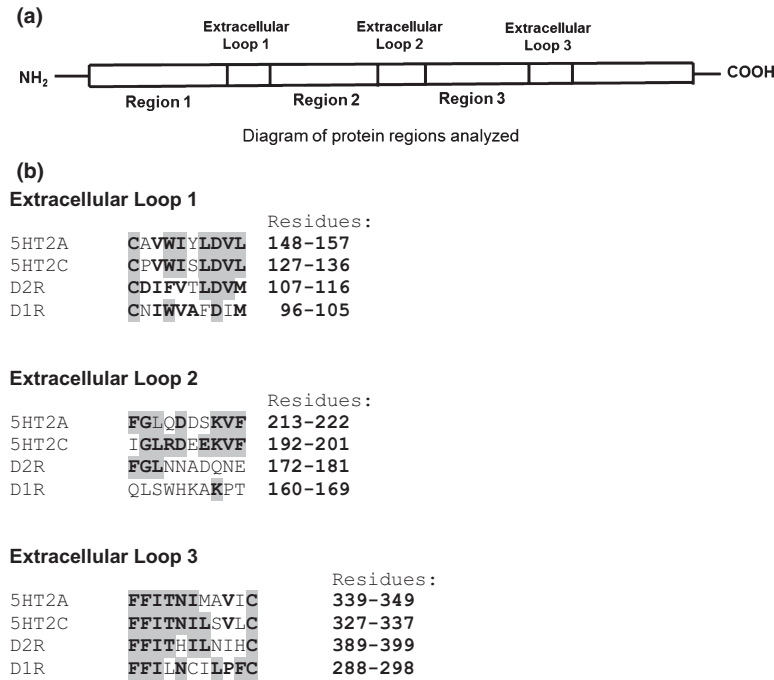 (a)
Extracellular Loop 1
Extracellular Loop 2
Extracellular Loop 3
NH2
COOH
Region 1
Region 2
Region 3
Diagram of protein regions analyzed
(b)
Extracellular Loop 1
Residues:
5HT2A CAVWIYLDVL 148–157
5HT2C CPVWISLDVL 127–136
D2R CDIFVTLDVM 107–116
D1R CNIWVAFDIM 96–105
Extracellular Loop 2
Residues:
5HT2A FGLQDDSKVF 213–222
5HT2C IGLRDEEKVF 192–201
D2R FGLNNADQNE 172–181
D1R QLSWHKAKPT 160–169
Extracellular Loop 3
Residues:
5HT2A FFITNIMAVIC 339–349
5HT2C FFITNILSVLC 327–337
D2R FFITHILNIHC 389–399
D1R FFILNCILPFC 288–298